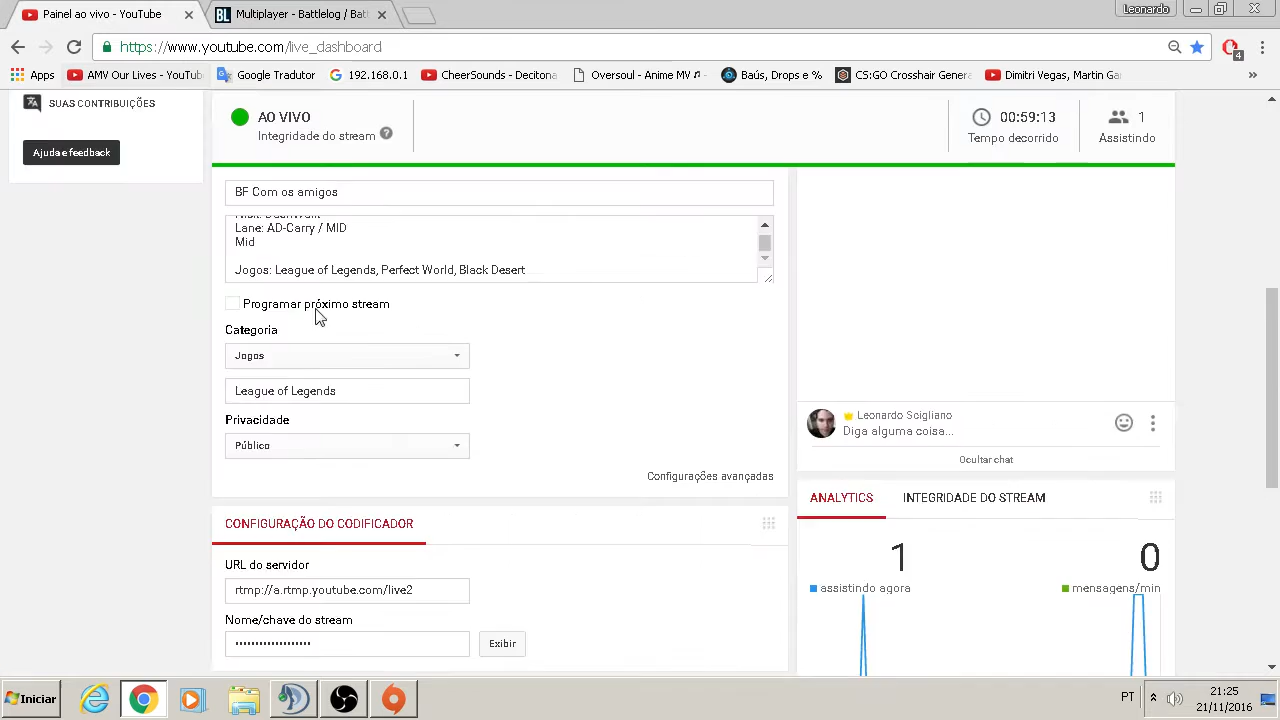 Painel ao vivo - YouTube
Multiplayer - Battlelog / Batt
Leonardo
https://www.youtube.com/live_dashboard
4
Apps
AMV Our Lights - YouTub
Google Tradutor
192.168.0.1
CheerSounds - Decitona
Oversoul - Anime MV ♫
Baús, Drops e %
CS:GO Crosshair Genera
Dimitri Vegas, Martin Gar
»
SUAS CONTRIBUIÇÕES
Ajuda e feedback
AO VIVO
Integridade do stream
?
00:59:13
Tempo decorrido
1
Assistindo
BF Com os amigos
Lane: AD-Carry / MID
Mid
Jogos: League of Legends, Perfect World, Black Desert
Programar próximo stream
Categoria
Jogos
League of Legends
Privacidade
Público
Configurações avançadas
Leonardo Scigliano
Diga alguma coisa...
Ocultar chat
CONFIGURAÇÃO DO CODIFICADOR
URL do servidor
rtmp://a.rtmp.youtube.com/live2
Nome/chave do stream
•••••••••••••••••••
Exibir
ANALYTICS
INTEGRIDADE DO STREAM
1
assistindo agora
0
mensagens/min
Iniciar
PT
21:25
21/11/2016